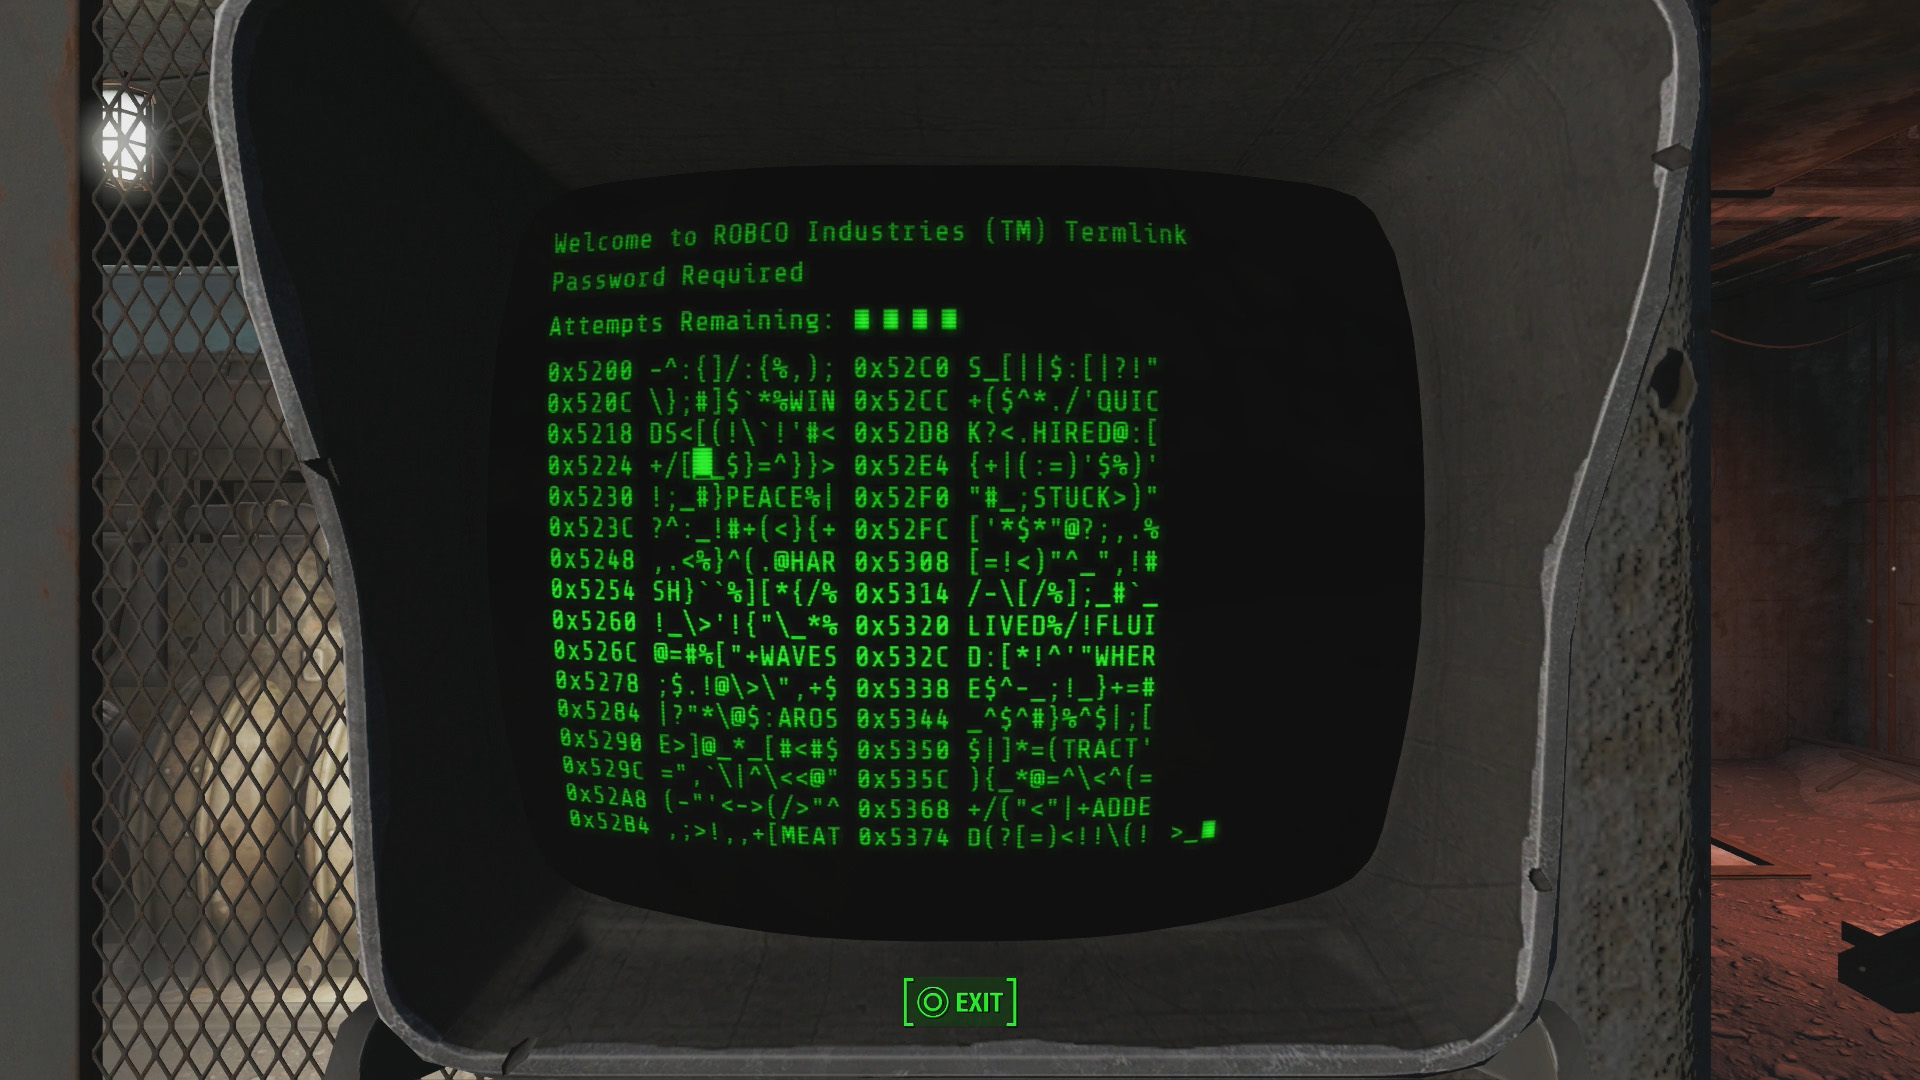 Welcome to ROBCO Industries (TM) Termlink
Password Required
Attempts Remaining: ■ ■ ■ ■
0x5200 -^:{]/:{%,); 0x52C0 S_[||$:[|?!"
0x520C \};#]$`*%WIN 0x52CC +($^*./'QUIC
0x5218 DS<[(!\`!'#< 0x52D8 K?<.HIRED@:[
0x5224 +/[■_$}=^}}> 0x52E4 {+|(:=)'$%)'
0x5230 !;_#}PEACE%| 0x52F0 "#_;STUCK>)"
0x523C ?^:_!#+(<}{+ 0x52FC ['*$*"@?;,.%
0x5248 ,.<%}^(.@HAR 0x5308 [=!<)"^_",!#
0x5254 SH}``%][*{/% 0x5314 /-\[/%];_#`_
0x5260 !_\>'!{"\_*% 0x5320 LIVED%/!FLUI
0x526C @=#%["+WAVES 0x532C D:[*!^'"WHER
0x5278 ;$.!@\>\",+$ 0x5338 E$^-_;!_}+=#
0x5284 |?"*\@$:AROS 0x5344 _^$^#}%^$|;[
0x5290 E>]@_*_[#<#$ 0x5350 $|]*=(TRACT'
0x529C =",`\|^\<<@" 0x535C ){_*@=^\<^(=
0x52A8 (-"'<->(/>"^ 0x5368 +/("<"|+ADDE
0x52B4 ,;>!,,+[MEAT 0x5374 D(?[=)<!!\(! >_■
EXIT